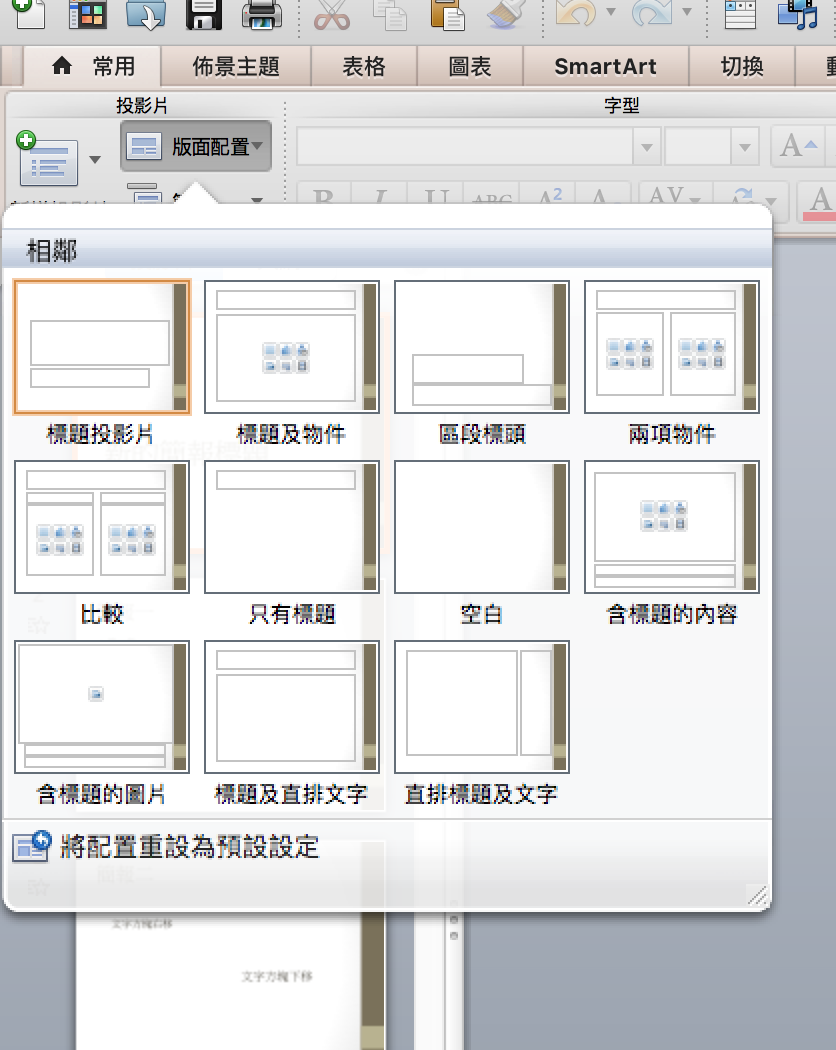 常用 佈景主題 表格 圖表 SmartArt 切換
投影片 字型
版面配置
A
B I U ABC A2 A AV A
相鄰
標題投影片 標題及物件 區段標頭 兩項物件
比較 只有標題 空白 含標題的內容
含標題的圖片 標題及直排文字 直排標題及文字
將配置重設為預設設定
文字方塊右移
文字方塊下移